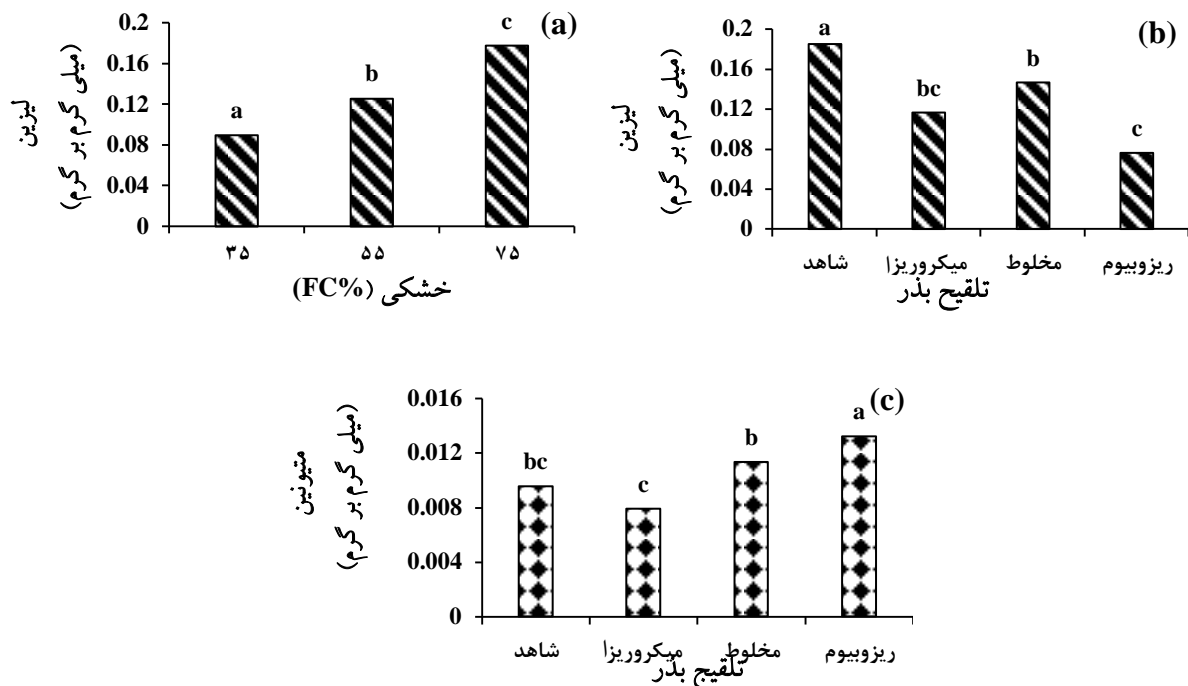 (a)
لیزین
(میلی گرم بر گرم)
0.2
0.16
0.12
0.08
0.04
0
a
b
c
۳۵ ۵۵ ۷۵
خشکی (FC%)
(b)
لیزین
(میلی گرم بر گرم)
0.2
0.16
0.12
0.08
0.04
0
a
bc
b
c
شاهد میکروریزا مخلوط ریزوبیوم
تلقیح بذر
(c)
متیونین
(میلی گرم بر گرم)
0.016
0.012
0.008
0.004
0
bc
c
b
a
شاهد میکروریزا مخلوط ریزوبیوم
تلقیج بذر